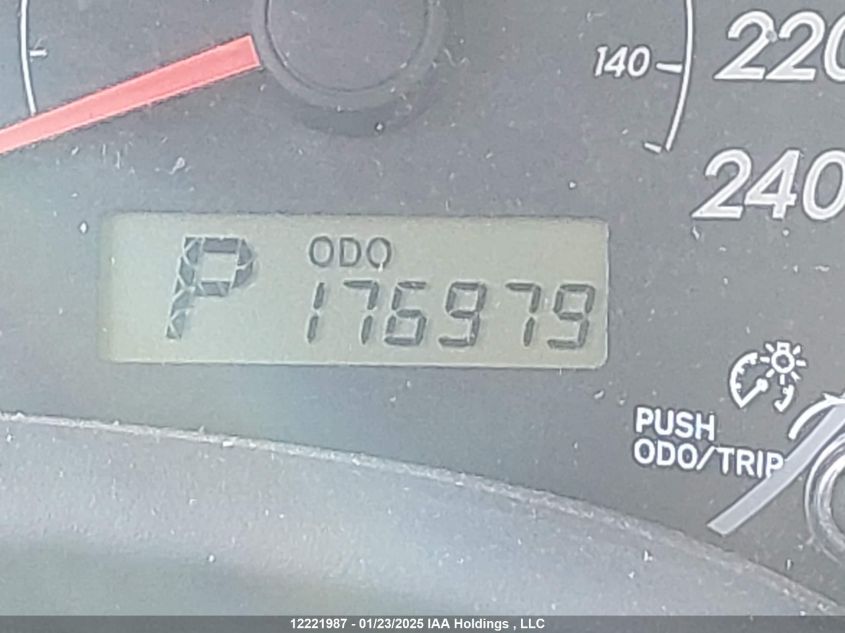 140
220
240
P
ODO
176979
PUSH
ODO/TRIP
12221987 - 01/23/2025 IAA Holdings , LLC